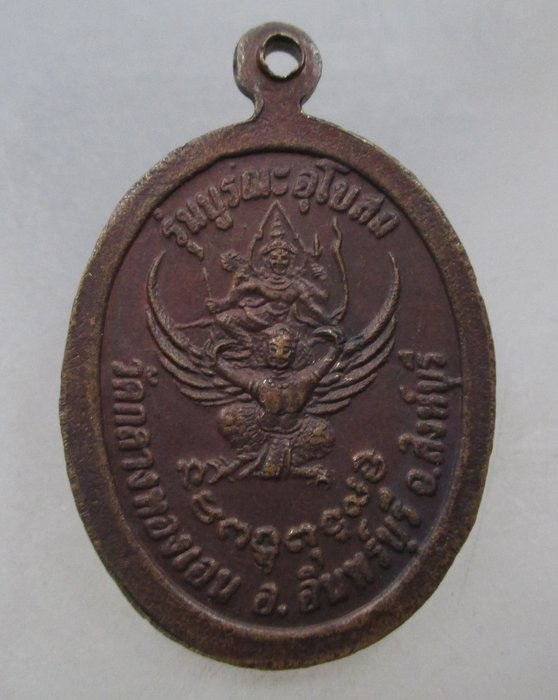 รุ่นบูรณะอุโบสถ
วัดกลางพองเอน อ.อินทร์บุรี จ.สิงห์บุรี